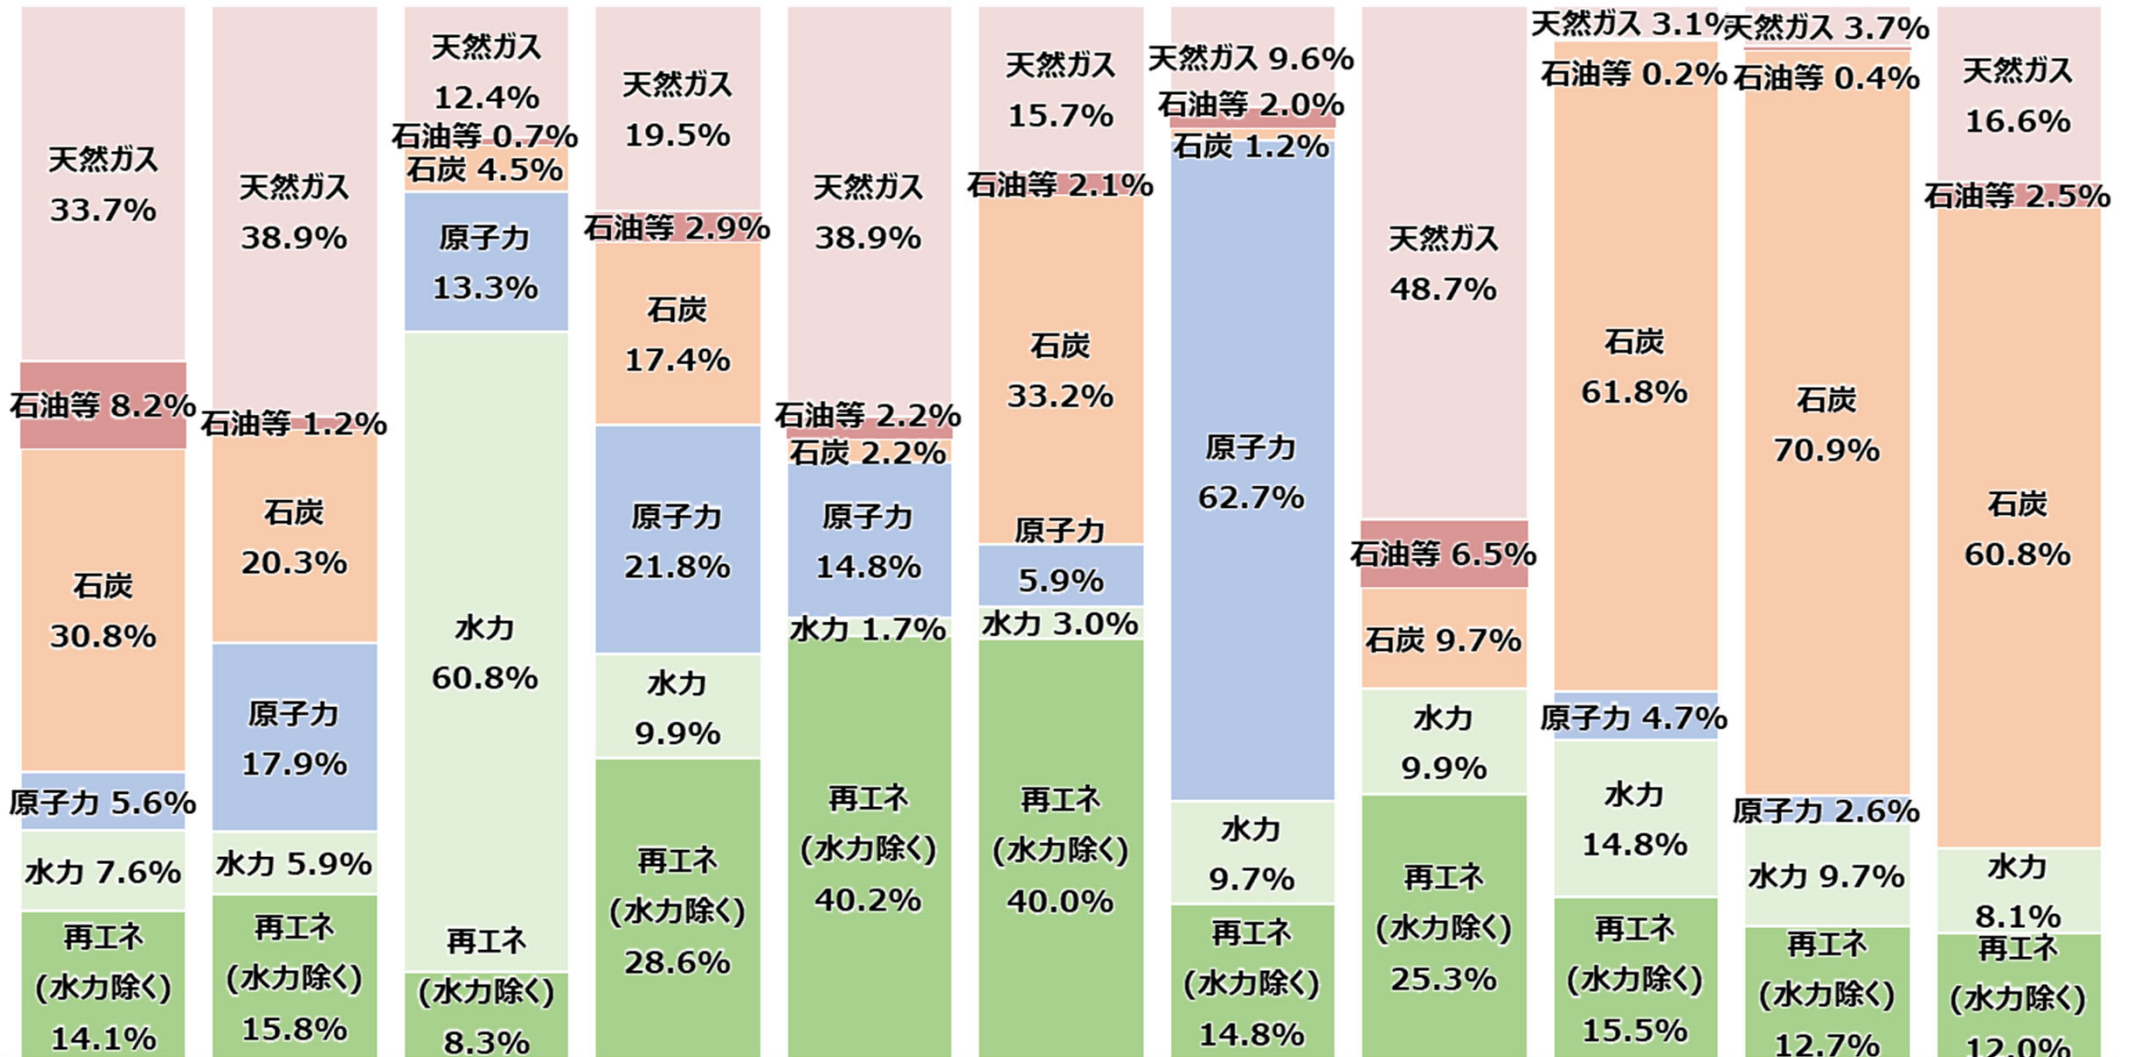 天然ガス
33.7%
石油等 8.2%
石炭
30.8%
原子力 5.6%
水力 7.6%
再エネ
(水力除く)
14.1%
天然ガス
38.9%
石油等 1.2%
石炭
20.3%
原子力
17.9%
水力 5.9%
再エネ
(水力除く)
15.8%
天然ガス
12.4%
石油等 0.7%
石炭 4.5%
原子力
13.3%
水力
60.8%
再エネ
(水力除く)
8.3%
天然ガス
19.5%
石油等 2.9%
石炭
17.4%
原子力
21.8%
水力
9.9%
再エネ
(水力除く)
28.6%
天然ガス
38.9%
石油等 2.2%
石炭 2.2%
原子力
14.8%
水力 1.7%
再エネ
(水力除く)
40.2%
天然ガス
15.7%
石油等 2.1%
石炭
33.2%
原子力
5.9%
水力 3.0%
再エネ
(水力除く)
40.0%
天然ガス 9.6%
石油等 2.0%
石炭 1.2%
原子力
62.7%
水力
9.7%
再エネ
(水力除く)
14.8%
天然ガス
48.7%
石油等 6.5%
石炭 9.7%
水力
9.9%
再エネ
(水力除く)
25.3%
天然ガス 3.1%
石油等 0.2%
石炭
61.8%
原子力 4.7%
水力
14.8%
再エネ
(水力除く)
15.5%
天然ガス 3.7%
石油等 0.4%
石炭
70.9%
原子力 2.6%
水力 9.7%
再エネ
(水力除く)
12.7%
天然ガス
16.6%
石油等 2.5%
石炭
60.8%
水力
8.1%
再エネ
(水力除く)
12.0%